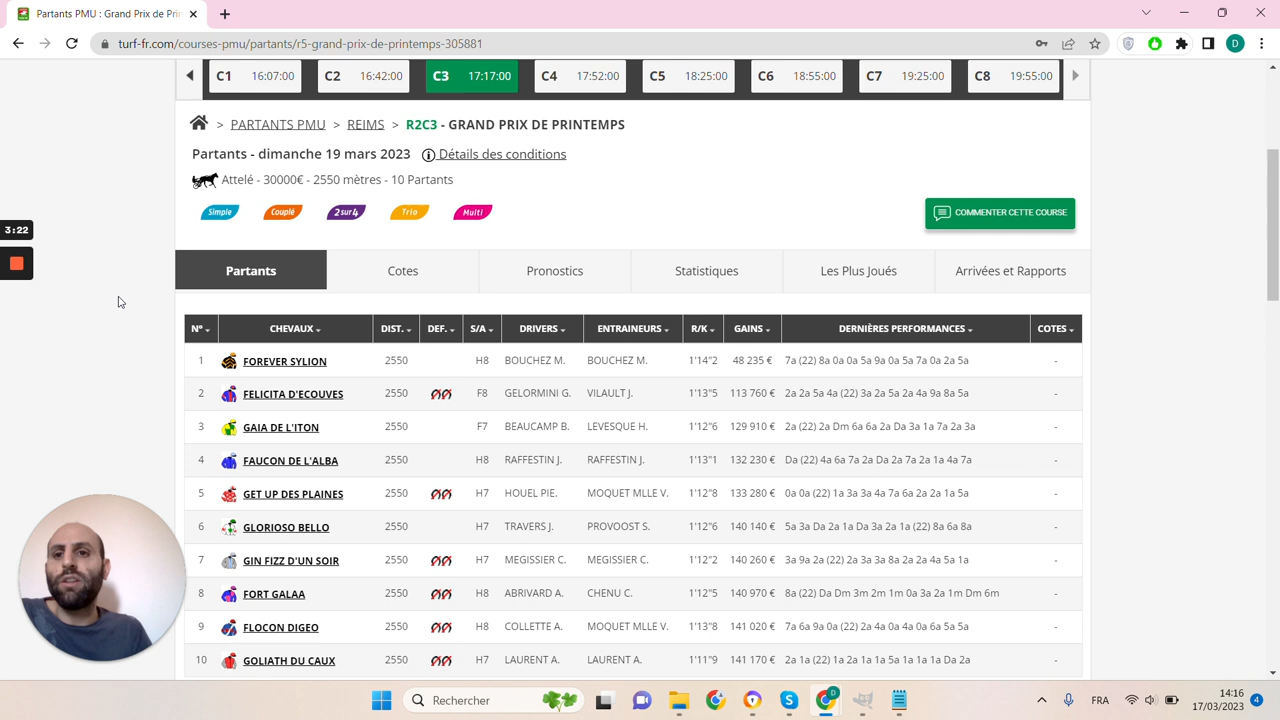 Partants PMU : Grand Prix de Prin
turf-fr.com/courses-pmu/partants/r5-grand-prix-de-printemps-305881
D
C1 16:07:00 C2 16:42:00 C3 17:17:00 C4 17:52:00 C5 18:25:00 C6 18:55:00 C7 19:25:00 C8 19:55:00
> PARTANTS PMU > REIMS > R2C3 - GRAND PRIX DE PRINTEMPS
Partants - dimanche 19 mars 2023 Détails des conditions
Attelé - 30000€ - 2550 mètres - 10 Partants
Simple Couplé 2sur4 Trio Multi
COMMENTER CETTE COURSE
3:22
Partants Cotes Pronostics Statistiques Les Plus Joués Arrivées et Rapports
N° CHEVAUX DIST. DEF. S/A DRIVERS ENTRAINEURS R/K GAINS DERNIÈRES PERFORMANCES COTES
1 FOREVER SYLION 2550 H8 BOUCHEZ M. BOUCHEZ M. 1'14"2 48 235 € 7a (22) 8a 0a 0a 5a 9a 0a 5a 7a 0a 2a 5a -
2 FELICITA D'ECOUVES 2550 F8 GELORMINI G. VILAULT J. 1'13"5 113 760 € 2a 2a 5a 4a (22) 3a 2a 5a 2a 4a 9a 8a 5a -
3 GAIA DE L'ITON 2550 F7 BEAUCAMP B. LEVESQUE H. 1'12"6 129 910 € 2a (22) 2a Dm 6a 6a 2a Da 3a 1a 7a 2a 3a -
4 FAUCON DE L'ALBA 2550 H8 RAFFESTIN J. RAFFESTIN J. 1'13"1 132 230 € Da (22) 4a 6a 7a 2a Da 2a 7a 2a 1a 4a 7a -
5 GET UP DES PLAINES 2550 H7 HOUEL PIE. MOQUET MLLE V. 1'12"8 133 280 € 0a 0a (22) 1a 3a 3a 4a 7a 6a 2a 2a 1a 5a -
6 GLORIOSO BELLO 2550 H7 TRAVERS J. PROVOOST S. 1'12"6 140 140 € 5a 3a Da 2a 1a Da 3a 2a 1a (22) 8a 6a 8a -
7 GIN FIZZ D'UN SOIR 2550 H7 MEGISSIER C. MEGISSIER C. 1'12"2 140 260 € 3a 9a 2a (22) 2a 3a 3a 8a 2a 2a 4a 5a 1a -
8 FORT GALAA 2550 H8 ABRIVARD A. CHENU C. 1'12"5 140 970 € 8a (22) Da Dm 3m 2m 1m 0a 3a 2a 1m Dm 6m -
9 FLOCON DIGEO 2550 H8 COLLETTE A. MOQUET MLLE V. 1'13"8 141 020 € 7a 6a 9a 0a (22) 2a 4a 0a 4a 0a 6a 5a 5a -
10 GOLIATH DU CAUX 2550 H7 LAURENT A. LAURENT A. 1'11"9 141 170 € 2a 1a (22) 1a 2a 1a 1a 5a 1a 1a 1a Da 2a -
Rechercher
FRA
14:16
17/03/2023
4